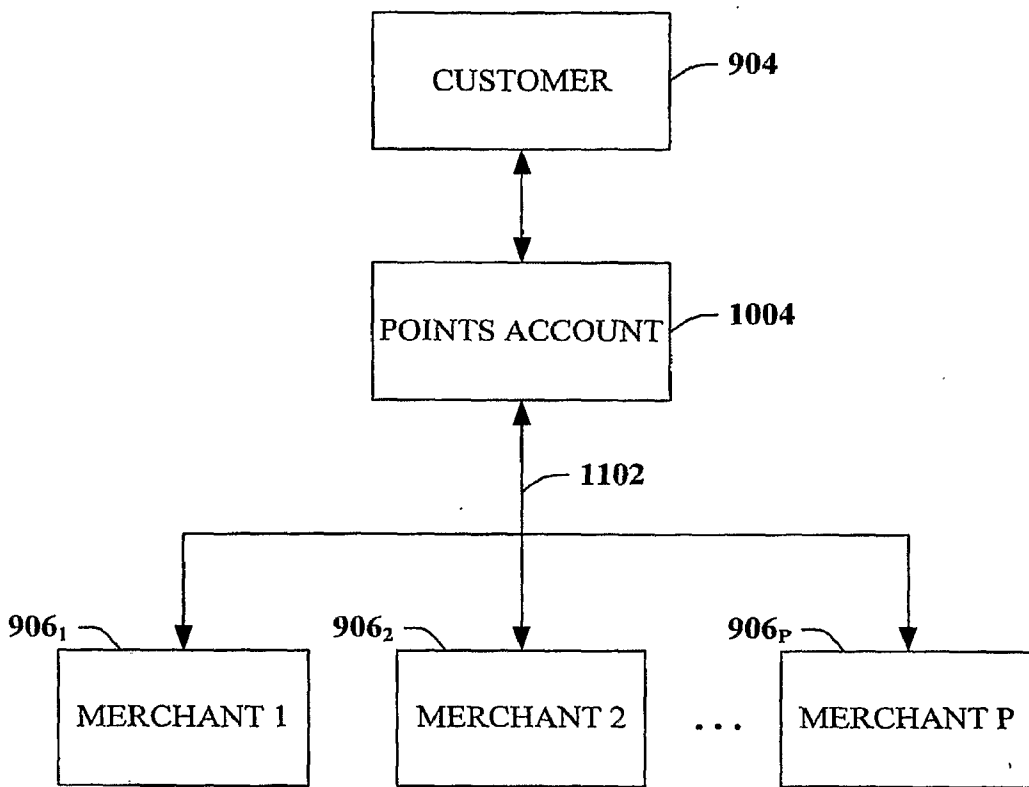 CUSTOMER
904
POINTS ACCOUNT
1004
1102
906₁
906₂
906ₚ
MERCHANT 1
MERCHANT 2
. . .
MERCHANT P